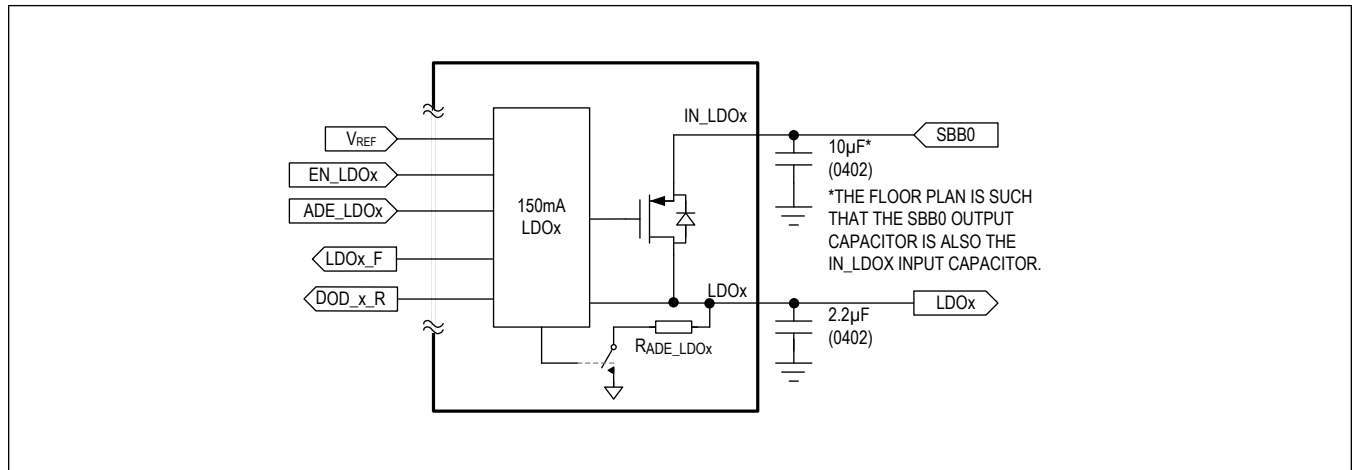 VREF
EN_LDOx
ADE_LDOx
LDOx_F
DOD_x_R
150mA
LDOx
IN_LDOx
SBB0
10µF*
(0402)
*THE FLOOR PLAN IS SUCH
THAT THE SBB0 OUTPUT
CAPACITOR IS ALSO THE
IN_LDOX INPUT CAPACITOR.
LDOx
LDOx
2.2µF
(0402)
RADE_LDOx